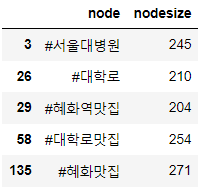 node nodesize
3 #서울대병원 245
26 #대학로 210
29 #혜화역맛집 204
58 #대학로맛집 254
135 #혜화맛집 271